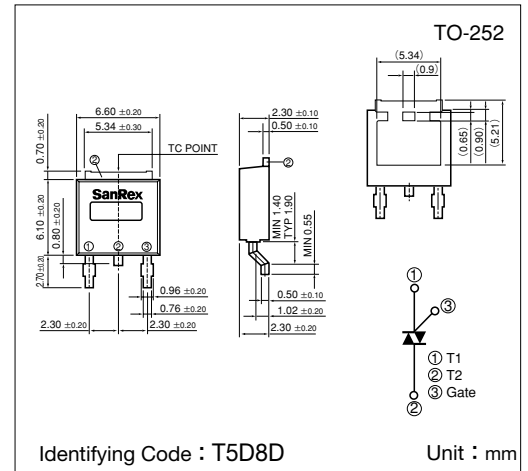 TO-252
(5.34)
(0.9)
(0.65)
(0.90)
(5.21)
6.60 ±0.20
5.34 ±0.30
2.30 ±0.10
0.50 ±0.10
0.70 ±0.20
TC POINT
②
②
SanRex
6.10 ±0.20
0.80 ±0.20
MIN 1.40
TYP 1.90
MIN 0.55
① ② ③
2.70±0.20
0.96 ±0.20
0.76 ±0.20
2.30 ±0.20
2.30 ±0.20
0.50 ±0.10
1.02 ±0.20
2.30 ±0.20
①
③
②
① T1
② T2
③ Gate
Identifying Code：T5D8D
Unit：mm